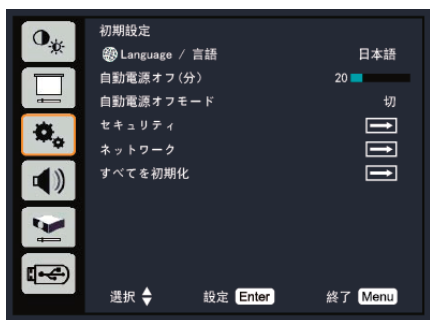 初期設定
Language / 言語 日本語
自動電源オフ(分) 20
自動電源オフモード 切
セキュリティ
ネットワーク
すべてを初期化
選択 設定 Enter 終了 Menu